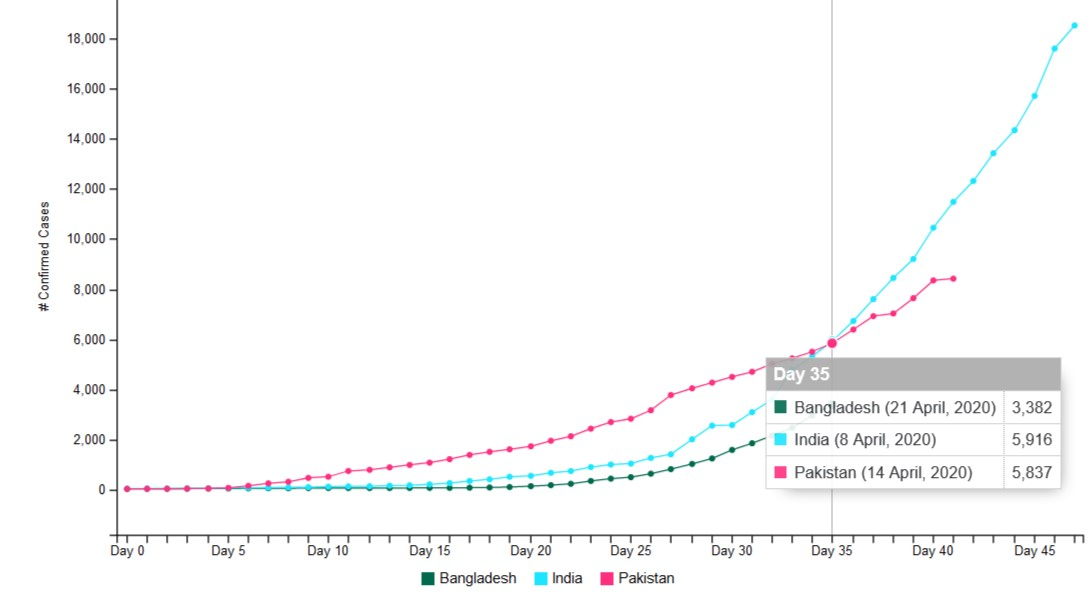 18,000
16,000
14,000
12,000
10,000
8,000
6,000
4,000
2,000
0
# Confirmed Cases
Day 35
Bangladesh (21 April, 2020) 3,382
India (8 April, 2020) 5,916
Pakistan (14 April, 2020) 5,837
Day 0 Day 5 Day 10 Day 15 Day 20 Day 25 Day 30 Day 35 Day 40 Day 45
Bangladesh India Pakistan